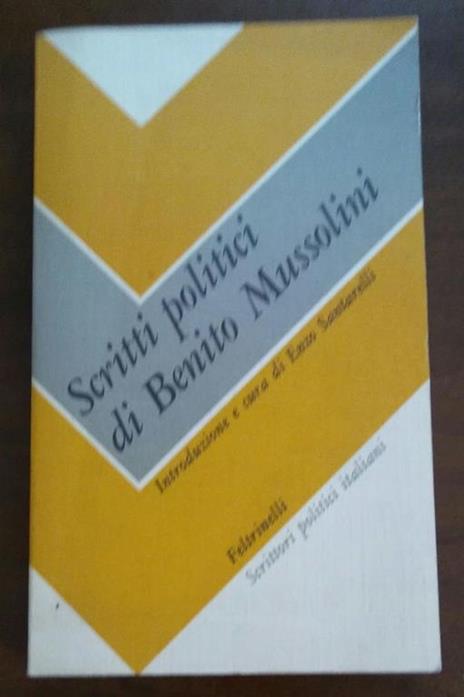 Scritti politici
di Benito Mussolini
Introduzione e cura di Enzo Santarelli
Feltrinelli
Scrittori politici italiani